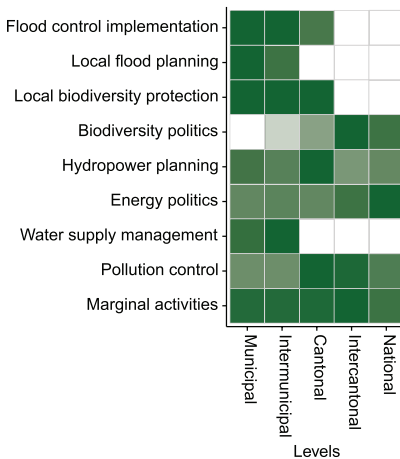 Flood control implementation
Local flood planning
Local biodiversity protection
Biodiversity politics
Hydropower planning
Energy politics
Water supply management
Pollution control
Marginal activities
Municipal
Intermunicipal
Cantonal
Intercantonal
National
Levels